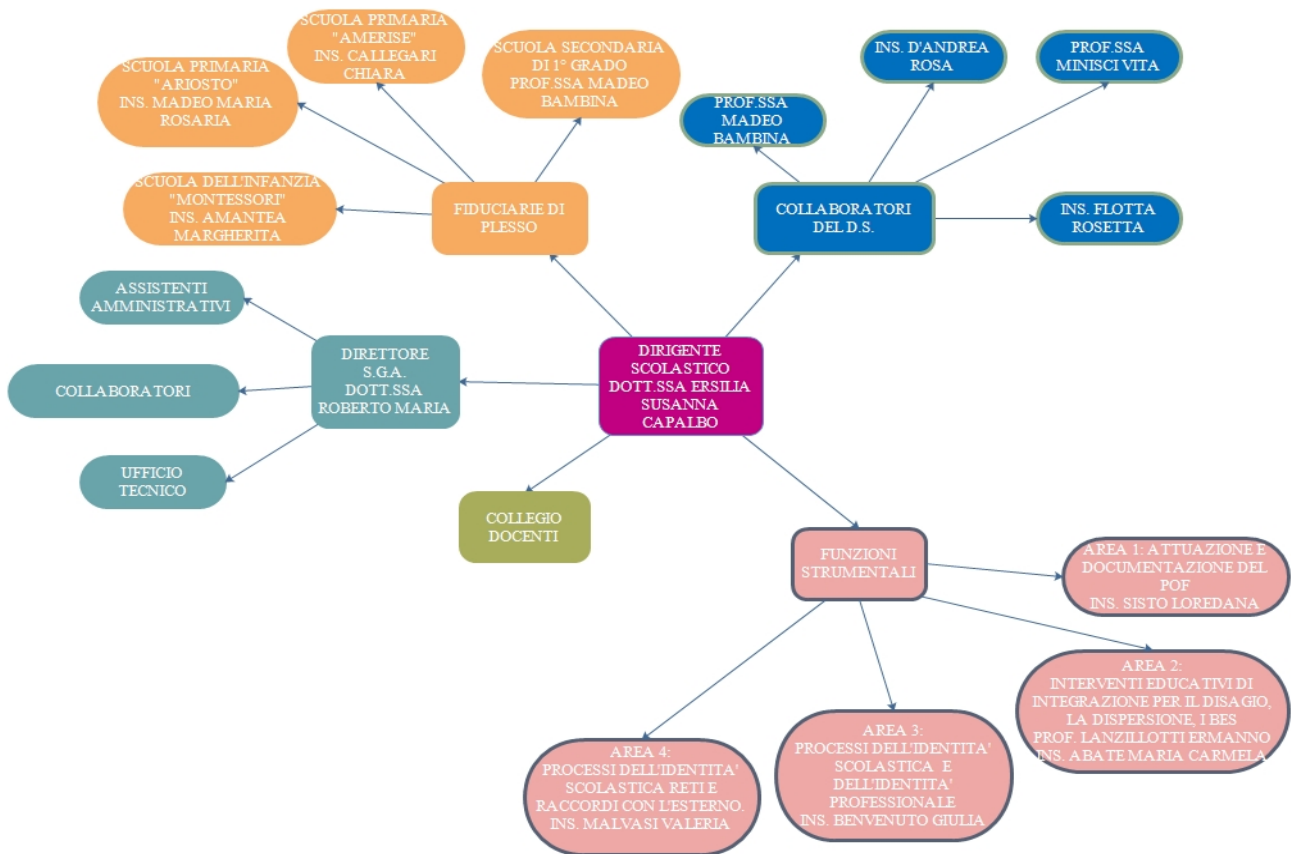 SCUOLA PRIMARIA
"AMERISE"
INS. CALLEGARI
CHIARA
SCUOLA PRIMARIA
"ARIOSTO"
INS. MADEO MARIA
ROSARIA
SCUOLA SECONDARIA
DI 1° GRADO
PROF.SSA MADEO
BAMBINA
SCUOLA DELL'INFANZIA
"MONTESSORI"
INS. AMANTEA
MARGHERITA
FIDUCIARIE DI
PLESSO
INS. D'ANDREA
ROSA
PROF.SSA
MINISCI VITA
PROF.SSA
MADEO
BAMBINA
COLLABORATORI
DEL D.S.
INS. FLOTTA
ROSETTA
ASSISTENTI
AMMINISTRATIVI
COLLABORATORI
UFFICIO
TECNICO
DIRETTORE
S.G.A.
DOTT.SSA
ROBERTO MARIA
DIRIGENTE
SCOLASTICO
DOTT.SSA ERSILIA
SUSANNA
CAPALBO
COLLEGIO
DOCENTI
FUNZIONI
STRUMENTALI
AREA 1: ATTUAZIONE E
DOCUMENTAZIONE DEL
POF
INS. SISTO LOREDANA
AREA 2:
INTERVENTI EDUCATIVI DI
INTEGRAZIONE PER IL DISAGIO,
LA DISPERSIONE, I BES
PROF. LANZILLOTTI ERMANNO
INS. ABATE MARIA CARMELA
AREA 3:
PROCESSI DELL'IDENTITA'
SCOLASTICA E
DELL'IDENTITA'
PROFESSIONALE
INS. BENVENUTO GIULIA
AREA 4:
PROCESSI DELL'IDENTITA'
SCOLASTICA RETI E
RACCORDI CON L'ESTERNO.
INS. MALVASI VALERIA